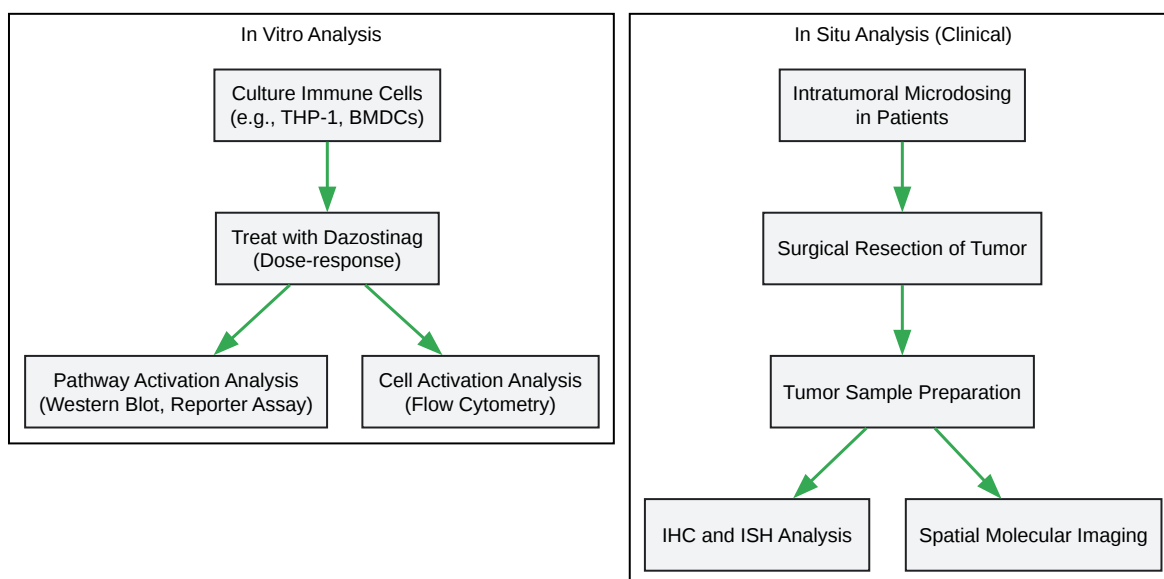 In Vitro Analysis
Culture Immune Cells
(e.g., THP-1, BMDCs)
Treat with Dazostinag
(Dose-response)
Pathway Activation Analysis
(Western Blot, Reporter Assay)
Cell Activation Analysis
(Flow Cytometry)
In Situ Analysis (Clinical)
Intratumoral Microdosing
in Patients
Surgical Resection of Tumor
Tumor Sample Preparation
IHC and ISH Analysis
Spatial Molecular Imaging